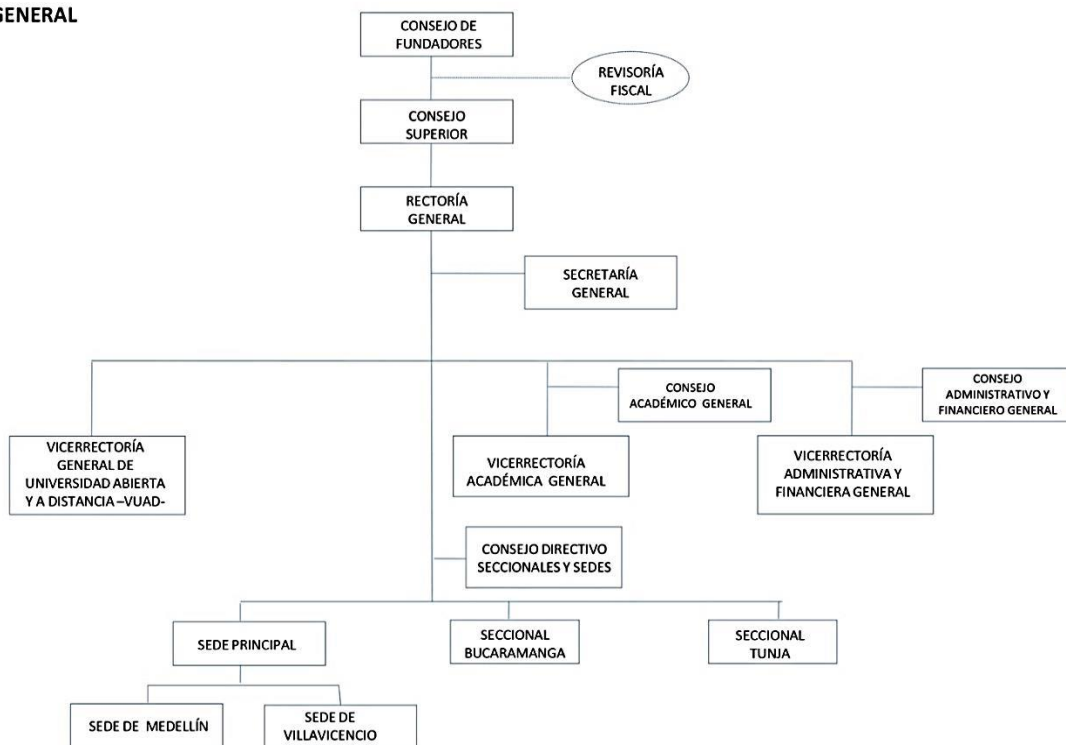 GENERAL
CONSEJO DE
FUNDADORES
REVISORÍA
FISCAL
CONSEJO
SUPERIOR
RECTORÍA
GENERAL
SECRETARÍA
GENERAL
CONSEJO
ACADÉMICO GENERAL
CONSEJO
ADMINISTRATIVO Y
FINANCIERO GENERAL
VICERRECTORÍA
GENERAL DE
UNIVERSIDAD ABIERTA
Y A DISTANCIA –VUAD-
VICERRECTORÍA
ACADÉMICA GENERAL
VICERRECTORÍA
ADMINISTRATIVA Y
FINANCIERA GENERAL
CONSEJO DIRECTIVO
SECCIONALES Y SEDES
SEDE PRINCIPAL
SECCIONAL
BUCARAMANGA
SECCIONAL
TUNJA
SEDE DE MEDELLÍN
SEDE DE
VILLAVICENCIO